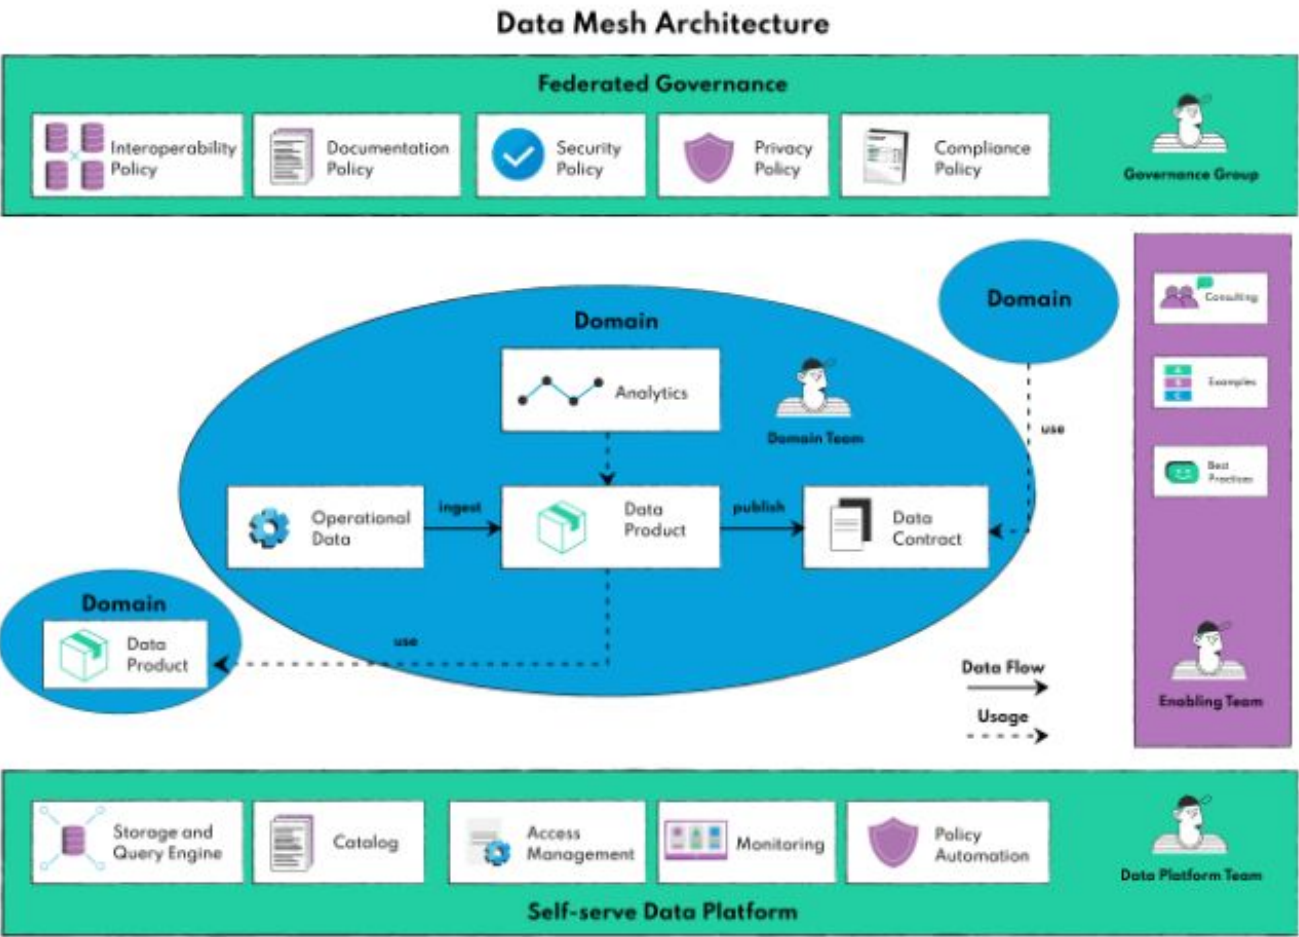 Data Mesh Architecture
Federated Governance
Interoperability
Policy
Documentation
Policy
Security
Policy
Privacy
Policy
Compliance
Policy
Governance Group
Domain
Analytics
Domain Team
Operational
Data
ingest
Data
Product
publish
Data
Contract
Domain
use
Consulting
Examples
Best
Practices
Enabling Team
Domain
Data
Product
use
Data Flow
Usage
Storage and
Query Engine
Catalog
Access
Management
Monitoring
Policy
Automation
Data Platform Team
Self-serve Data Platform